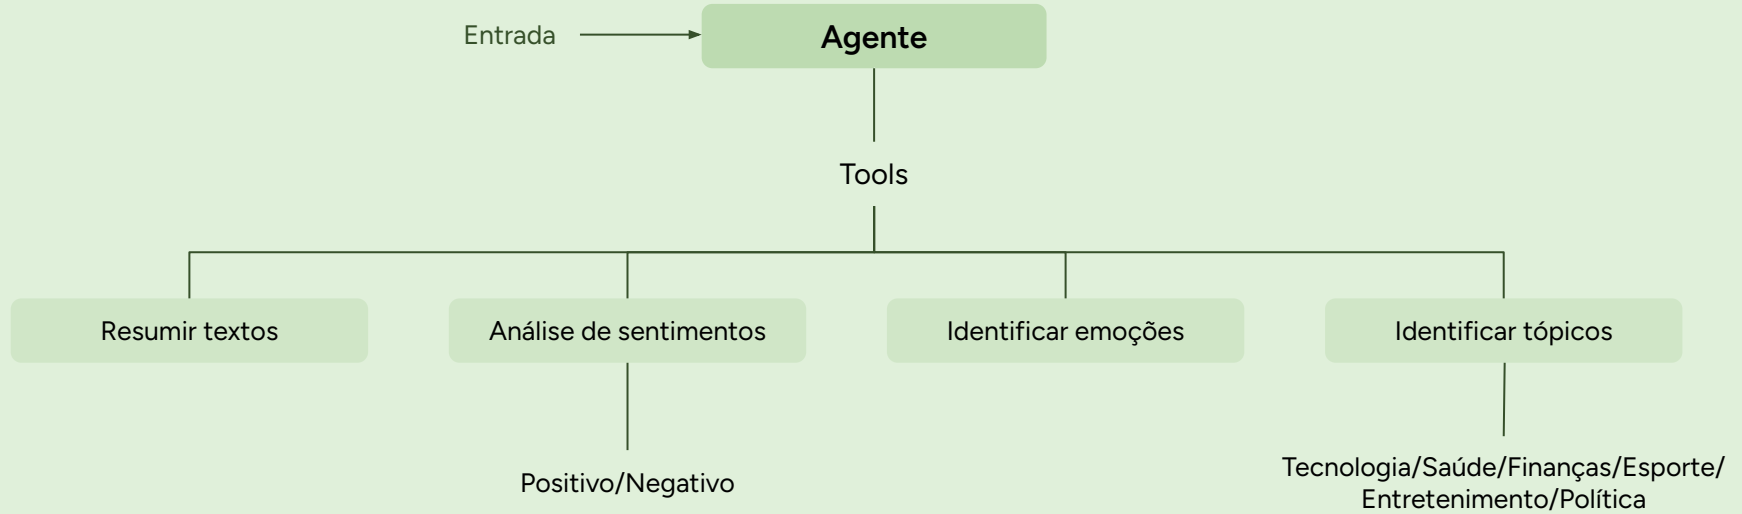 Entrada
Agente
Tools
Resumir textos
Análise de sentimentos
Identificar emoções
Identificar tópicos
Positivo/Negativo
Tecnologia/Saúde/Finanças/Esporte/
Entretenimento/Política